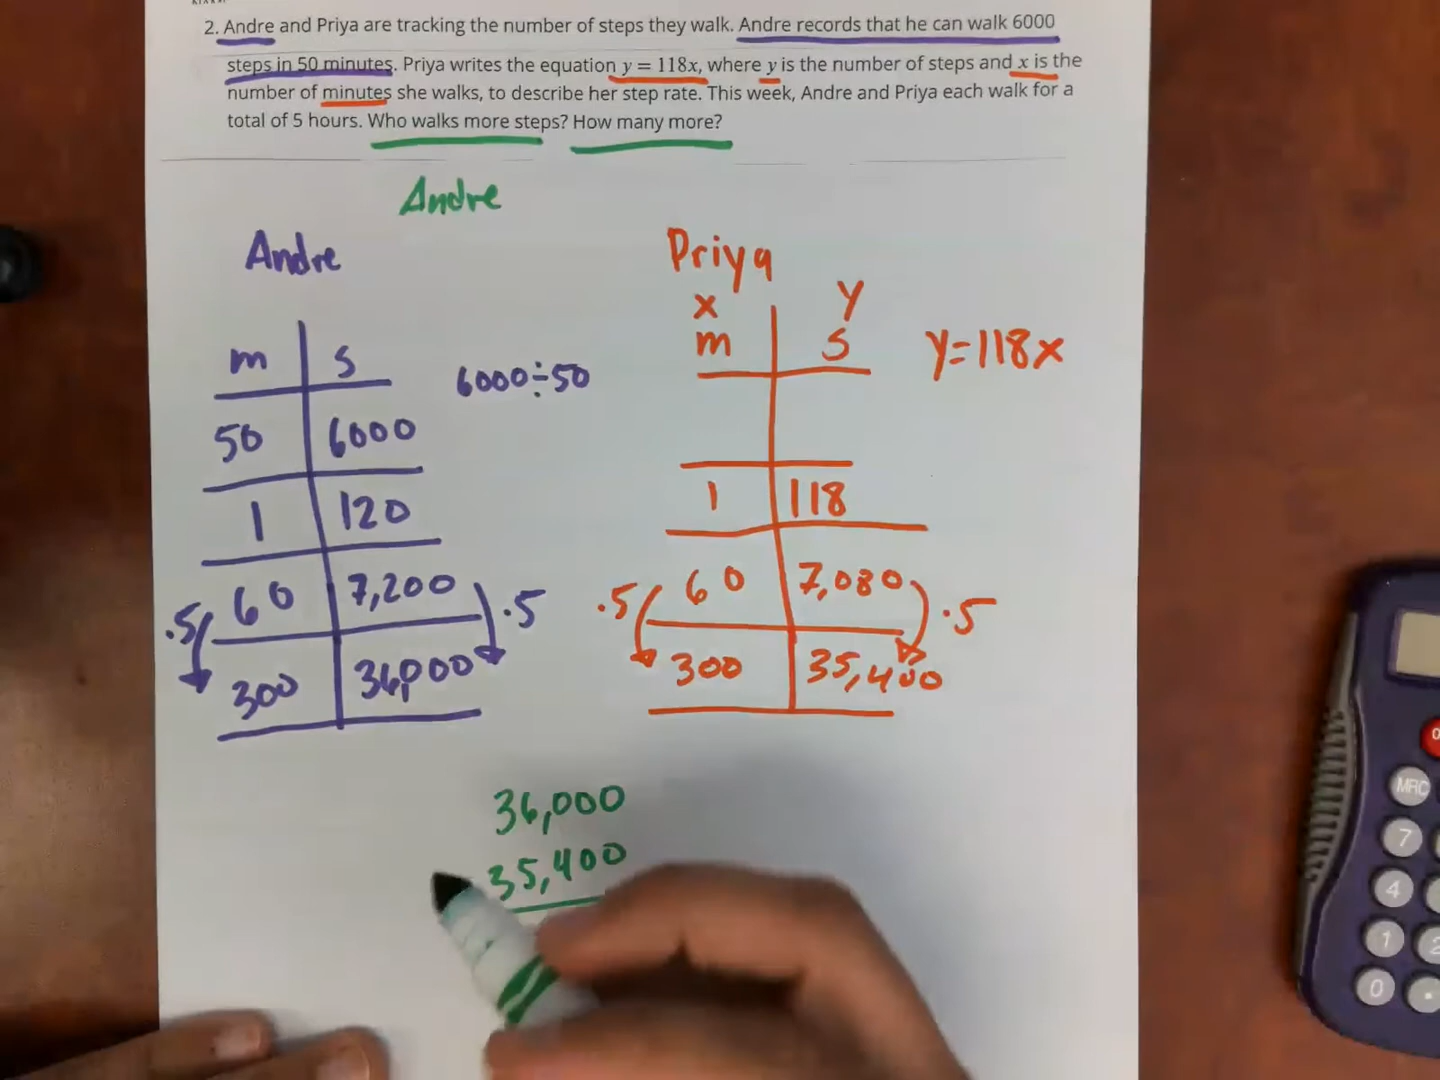 2. Andre and Priya are tracking the number of steps they walk. Andre records that he can walk 6000
steps in 50 minutes. Priya writes the equation y = 118x, where y is the number of steps and x is the
number of minutes she walks, to describe her step rate. This week, Andre and Priya each walk for a
total of 5 hours. Who walks more steps? How many more?
Andre
Andre
m s
6000÷50
50 6000
1 120
60 7,200
·5 ·5
300 36,000
Priya
x y
m s
y=118x
1 118
60 7,080
·5 ·5
300 35,400
36,000
35,400
MRC
7
4
1 2
0 .